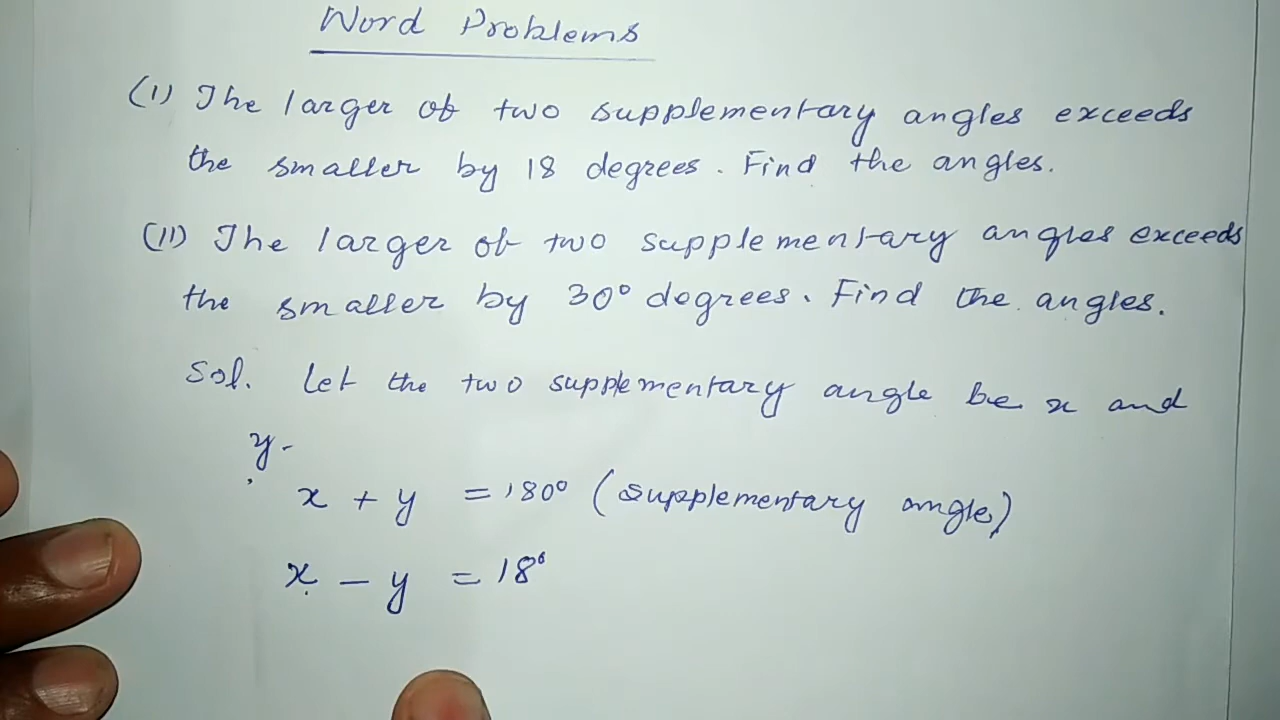 Word Problems
(I) The larger of two supplementary angles exceeds
the smaller by 18 degrees. Find the angles.
(II) The larger of two supplementary angles exceeds
the smaller by 30° degrees. Find the angles.
Sol. Let the two supplementary angle be x and
y.
x + y = 180° (supplementary angle)
x - y = 18°